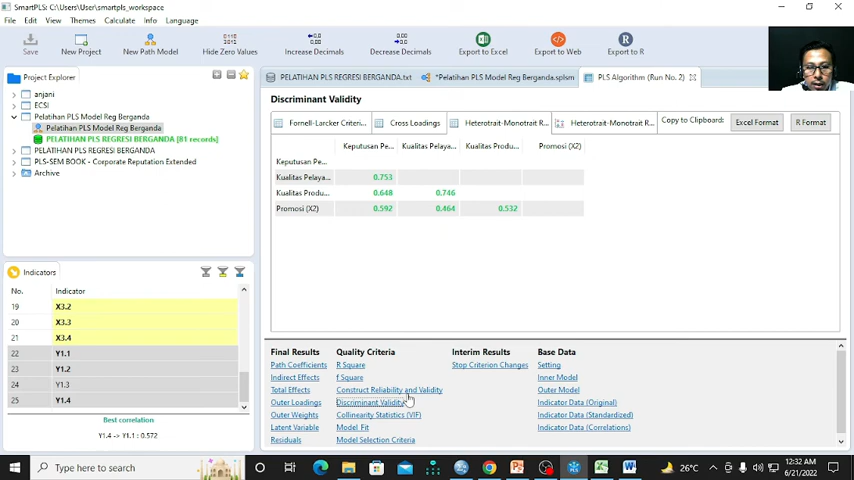 SmartPLS: C:\Users\User\smartpls_workspace
File Edit View Themes Calculate Info Language
Save New Project New Path Model Hide Zero Values Increase Decimals Decrease Decimals Export to Excel Export to Web Export to R
Project Explorer
anjani
ECSI
Pelatihan PLS Model Reg Berganda
Pelatihan PLS Model Reg Berganda
PELATIHAN PLS REGRESI BERGANDA [81 records]
PELATIHAN PLS REGRESI BERGANDA
PLS-SEM BOOK - Corporate Reputation Extended
Archive
Indicators
No. Indicator
19 X3.2
20 X3.3
21 X3.4
22 Y1.1
23 Y1.2
24 Y1.3
25 Y1.4
Best correlation
Y1.4 -> Y1.1 : 0.572
PELATIHAN PLS REGRESI BERGANDA.txt *Pelatihan PLS Model Reg Berganda.splsm PLS Algorithm (Run No. 2)
Discriminant Validity
Fornell-Larcker Criteri... Cross Loadings Heterotrait-Monotrait R... Heterotrait-Monotrait R... Copy to Clipboard: Excel Format R Format
Keputusan Pe... Kualitas Pelaya... Kualitas Produ... Promosi (X2)
Keputusan Pe...
Kualitas Pelaya... 0.753
Kualitas Produ... 0.648 0.746
Promosi (X2) 0.592 0.464 0.532
Final Results Quality Criteria Interim Results Base Data
Path Coefficients R Square Stop Criterion Changes Setting
Indirect Effects f Square Inner Model
Total Effects Construct Reliability and Validity Outer Model
Outer Loadings Discriminant Validity Indicator Data (Original)
Outer Weights Collinearity Statistics (VIF) Indicator Data (Standardized)
Latent Variable Model Fit Indicator Data (Correlations)
Residuals Model Selection Criteria
Type here to search
26°C
12:32 AM
6/21/2022